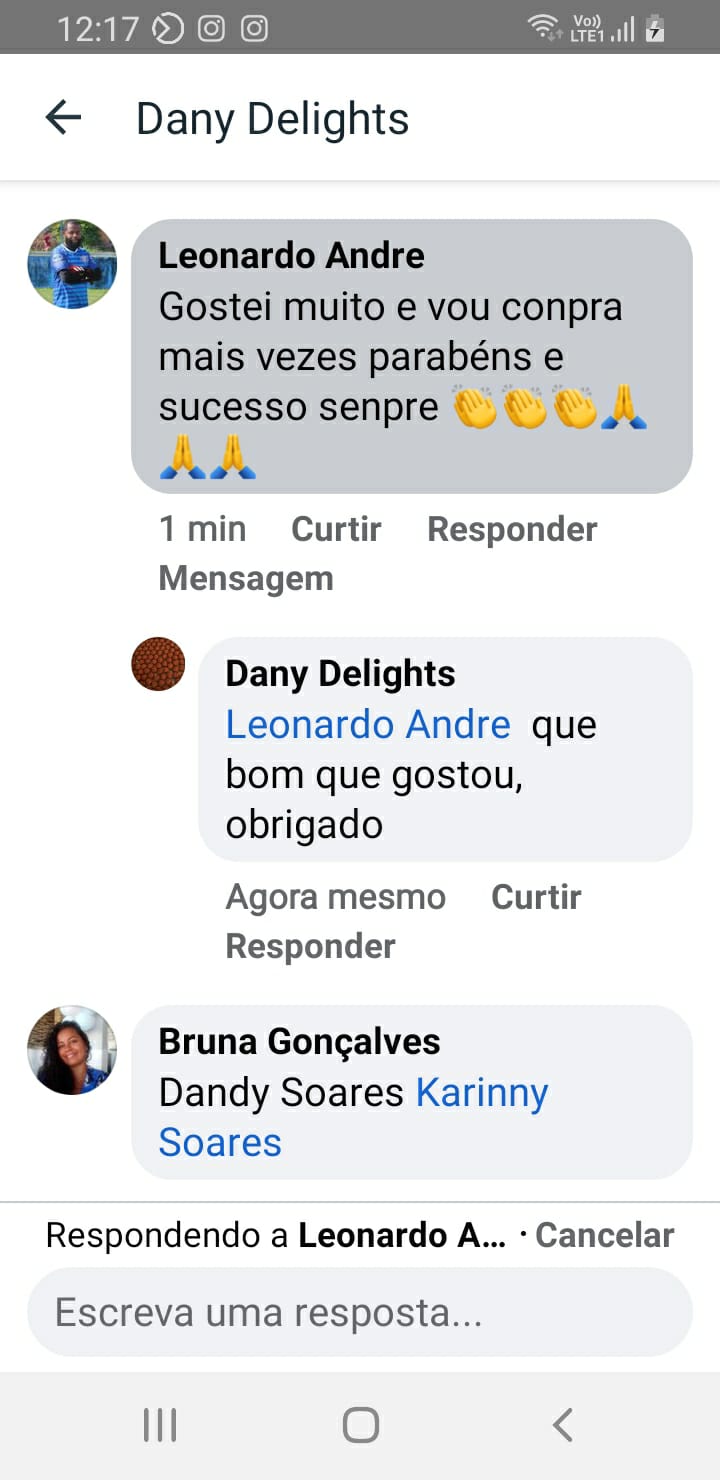 12:17 Vo)) LTE1
Dany Delights
Leonardo Andre
Gostei muito e vou conpra
mais vezes parabéns e
sucesso senpre 👏👏👏🙏
🙏🙏
1 min Curtir Responder
Mensagem
Dany Delights
Leonardo Andre que
bom que gostou,
obrigado
Agora mesmo Curtir
Responder
Bruna Gonçalves
Dandy Soares Karinny
Soares
Respondendo a Leonardo A... · Cancelar
Escreva uma resposta...